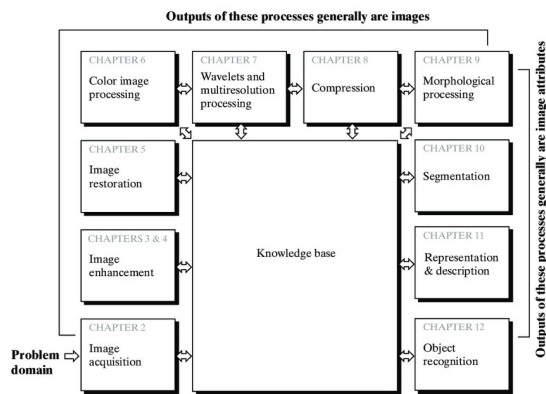 Outputs of these processes generally are images
CHAPTER 6
Color image
processing
CHAPTER 7
Wavelets and
multiresolution
processing
CHAPTER 8
Compression
CHAPTER 9
Morphological
processing
CHAPTER 5
Image
restoration
CHAPTERS 3 & 4
Image
enhancement
CHAPTER 2
Image
acquisition
Problem
domain
Knowledge base
CHAPTER 10
Segmentation
CHAPTER 11
Representation
& description
CHAPTER 12
Object
recognition
Outputs of these processes generally are image attributes